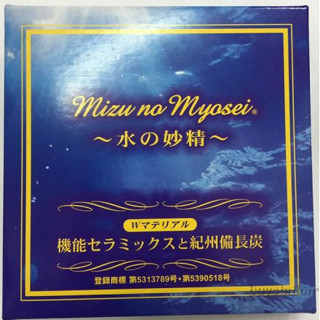 Mizu no Myosei®
～水の妙精～
Wマテリアル
機能セラミックスと紀州備長炭
登録商標 第5313789号・第5390518号